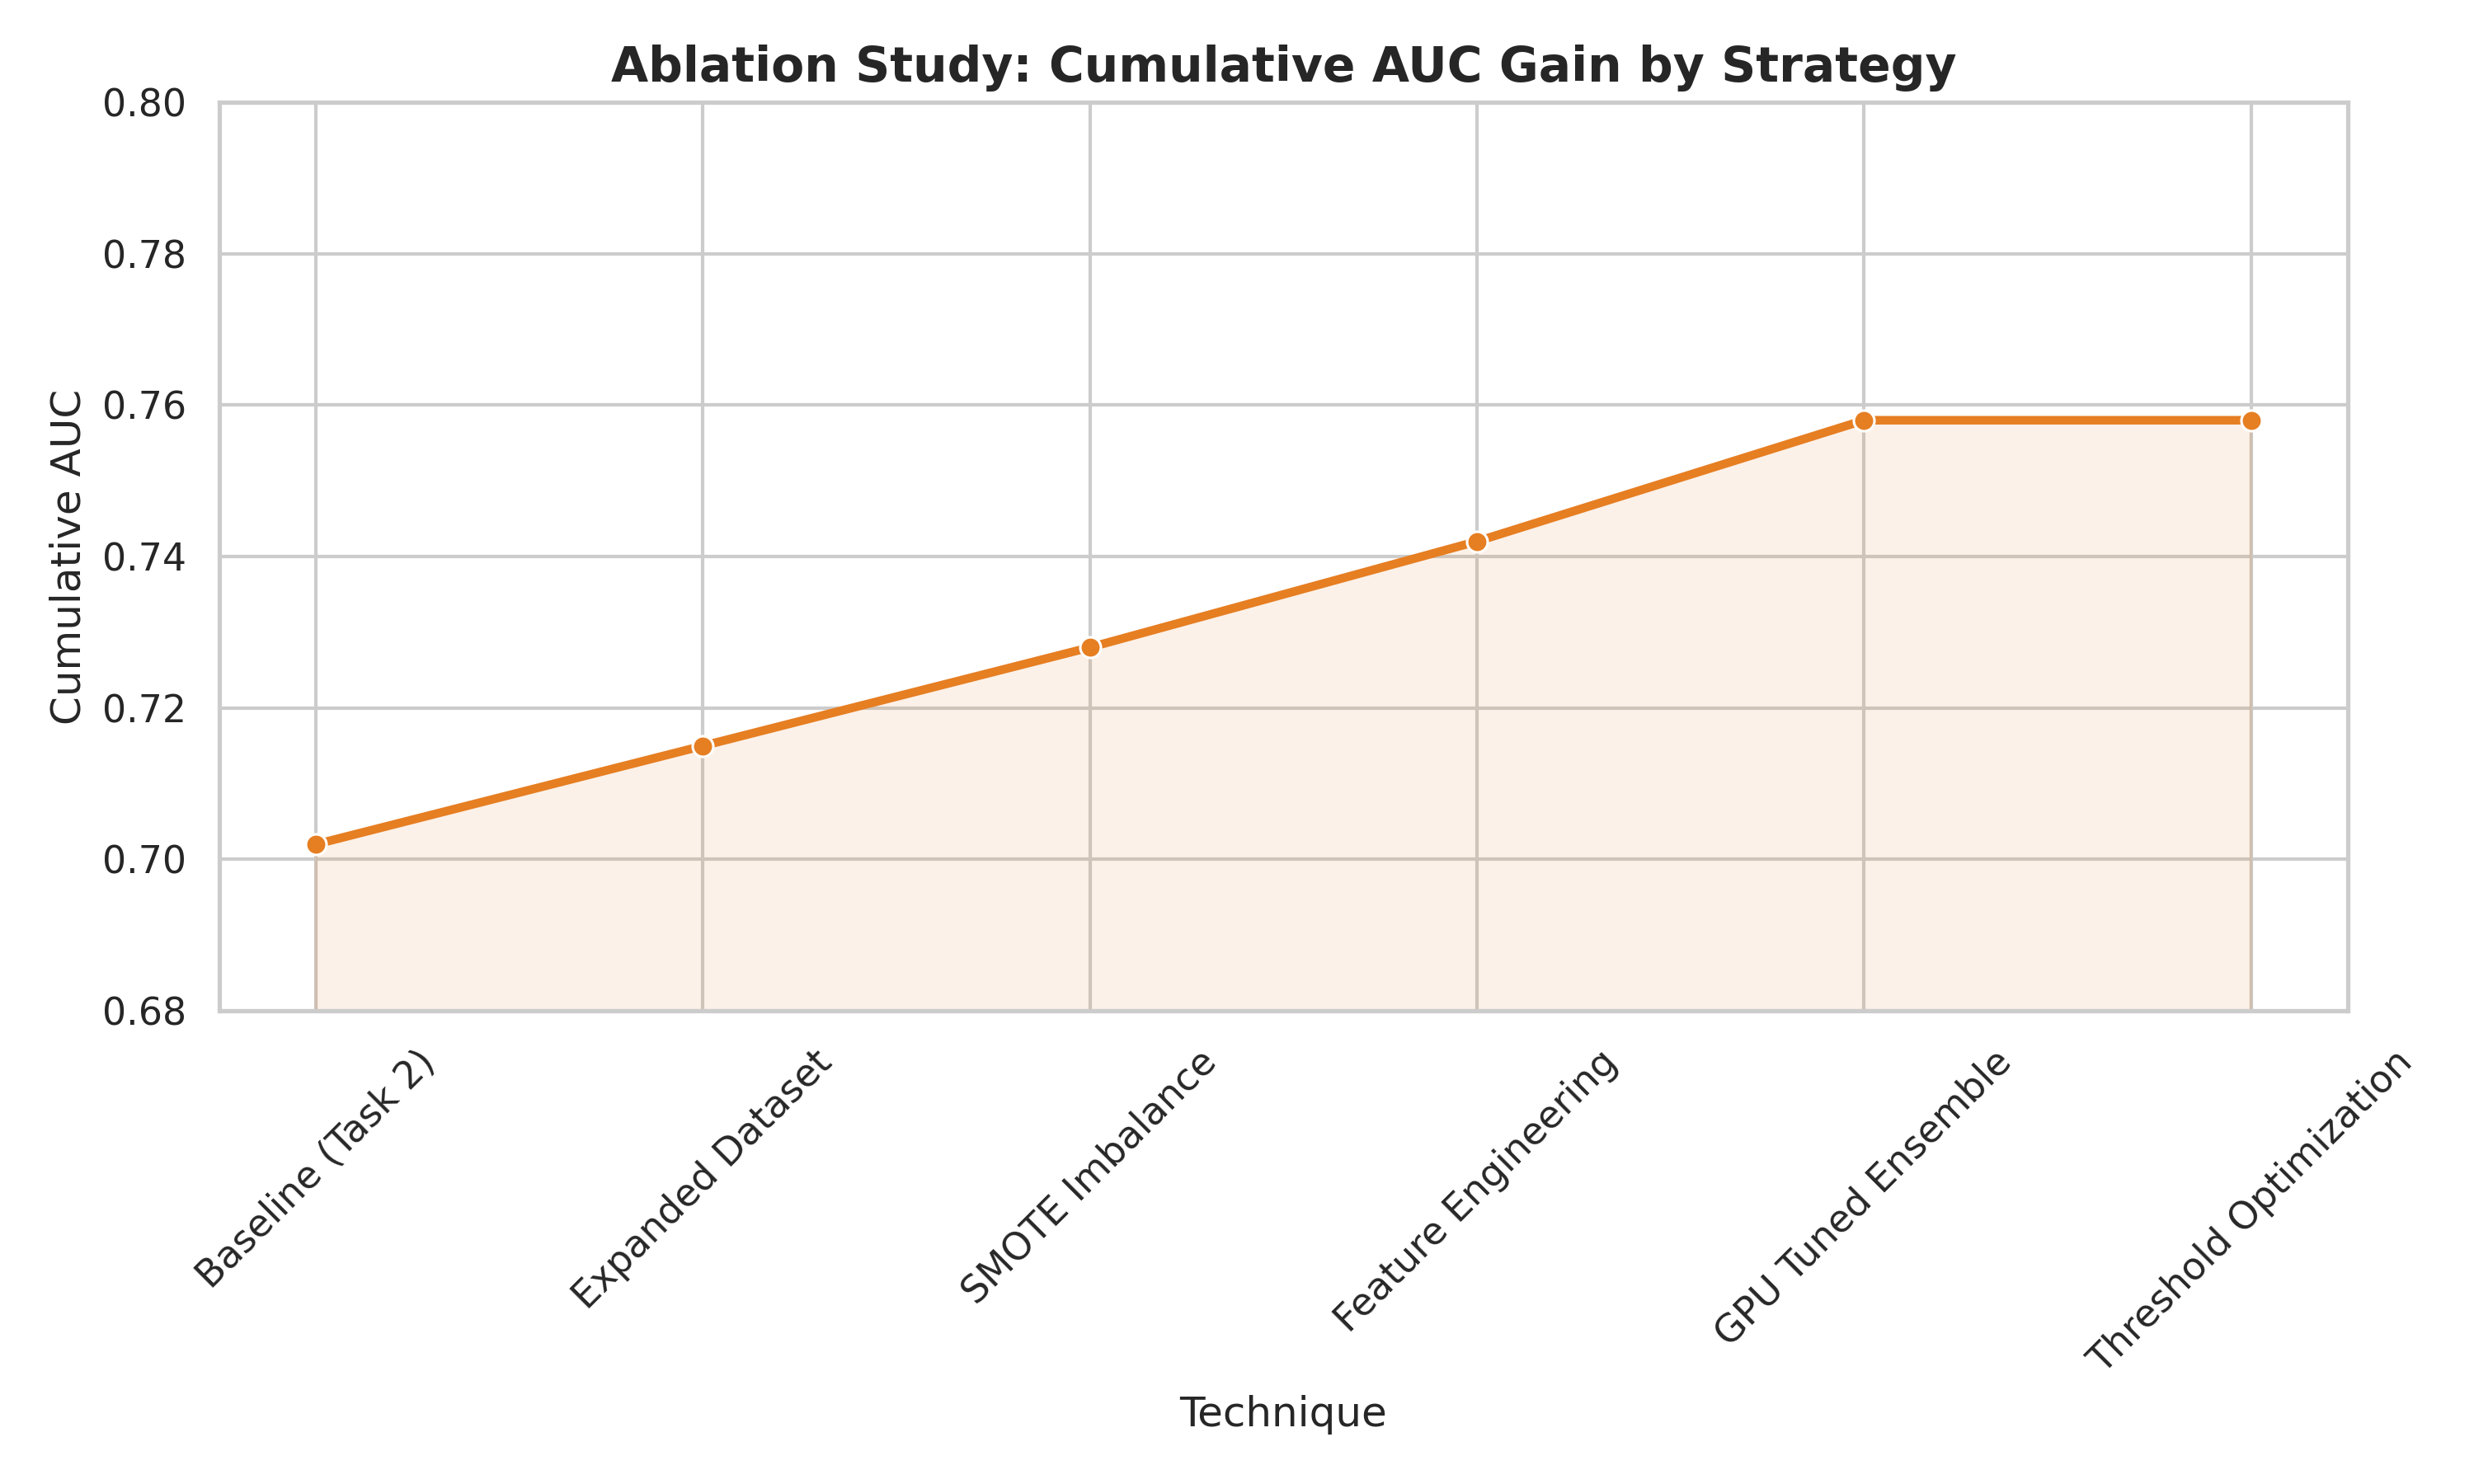 Ablation Study: Cumulative AUC Gain by Strategy
Cumulative AUC
0.80
0.78
0.76
0.74
0.72
0.70
0.68
Baseline (Task 2)
Expanded Dataset
SMOTE Imbalance
Feature Engineering
GPU Tuned Ensemble
Threshold Optimization
Technique